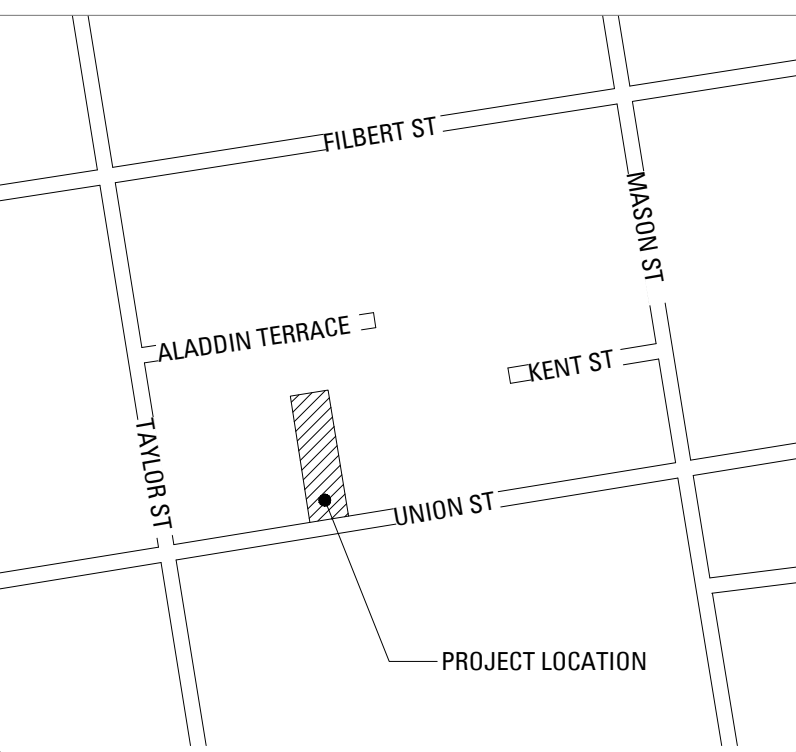 FILBERT ST
MASON ST
ALADDIN TERRACE
KENT ST
TAYLOR ST
UNION ST
PROJECT LOCATION